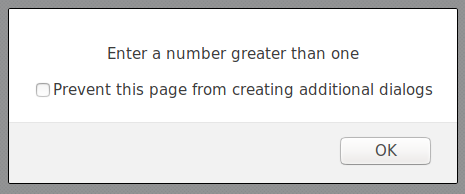 Enter a number greater than one
Prevent this page from creating additional dialogs
OK